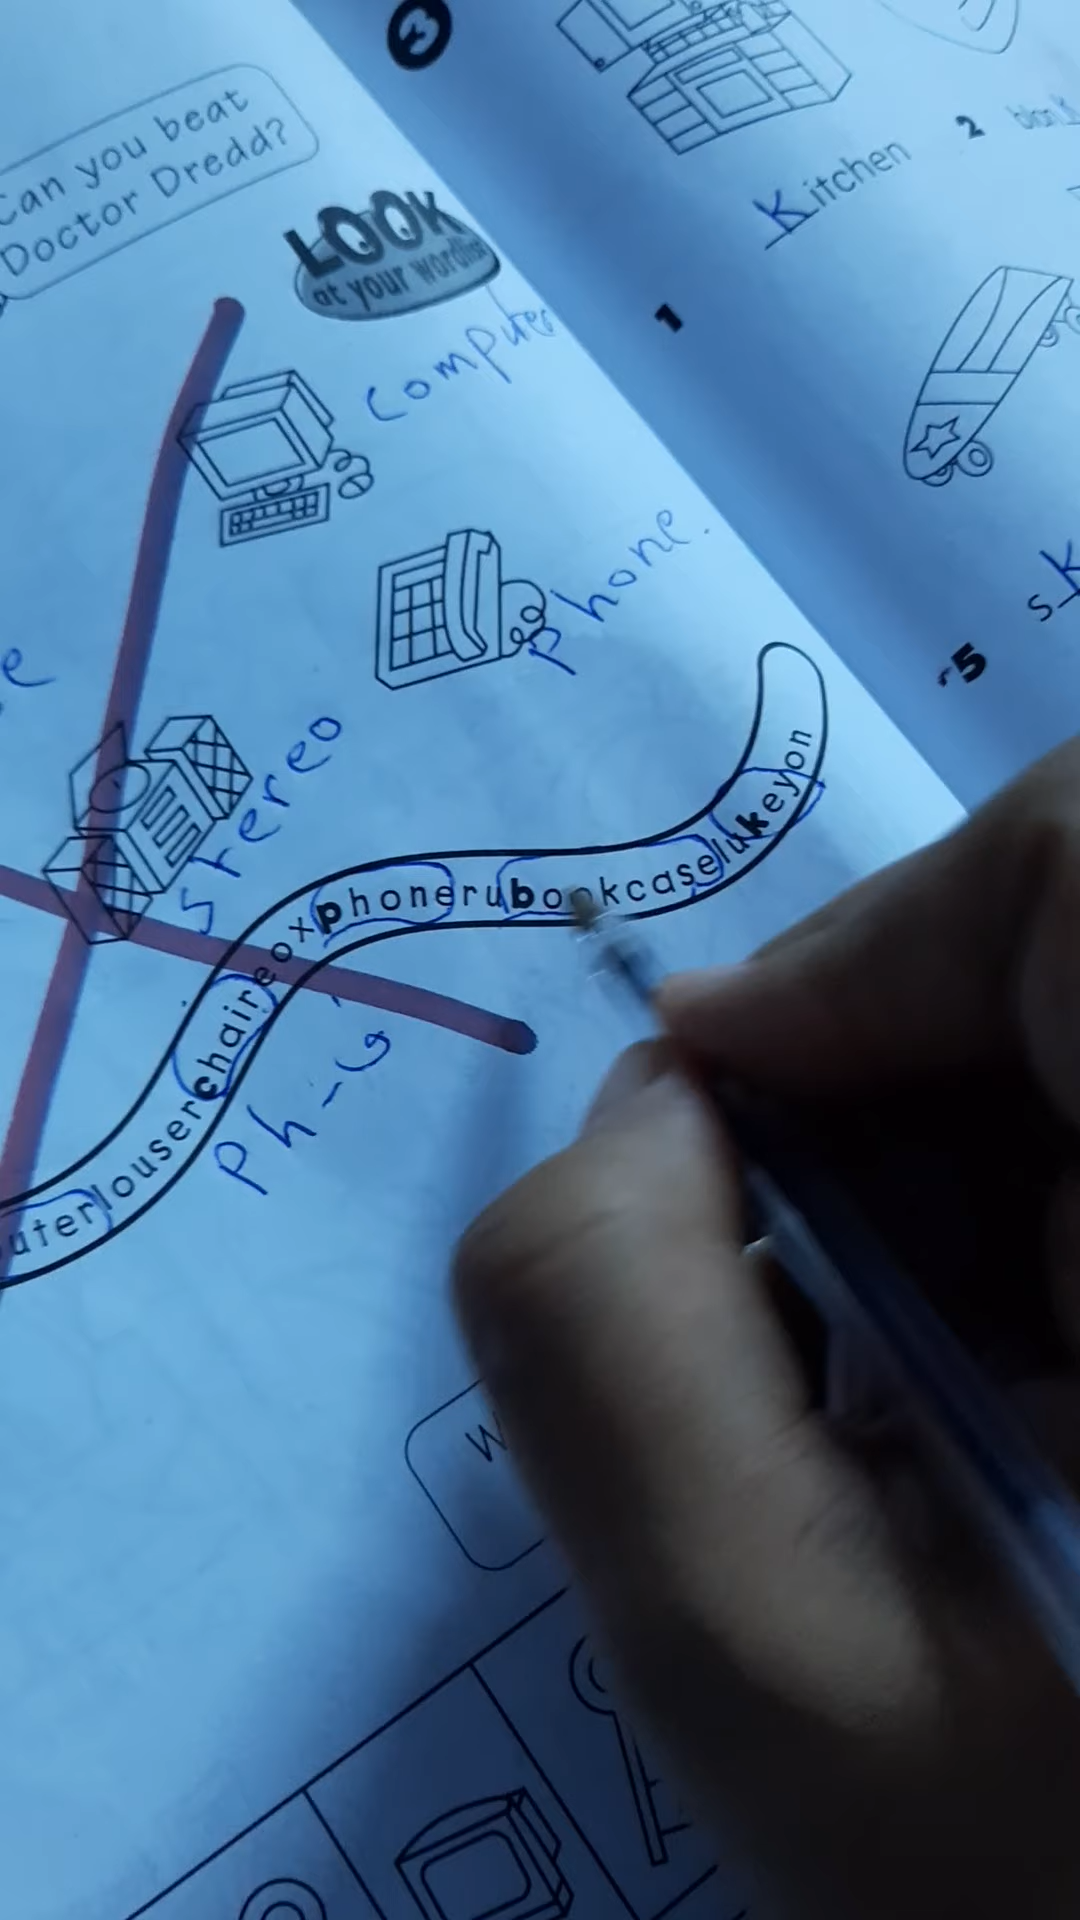 3
Can you beat
Doctor Dredd?
LOOK
at your wordlist
Kitchen
2
computer
1
phone.
e
sk
5
stereo
uterlouserchaireoxphonerubookcaselukeyon
ph-
W